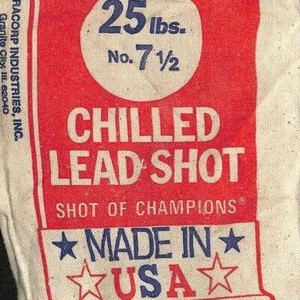 25 lbs.
No. 7 1/2
CHILLED
LEAD SHOT
SHOT OF CHAMPIONS®
★ MADE IN ★
☆ USA ☆
RACORP INDUSTRIES, INC.
Granite City, Ill. 62040